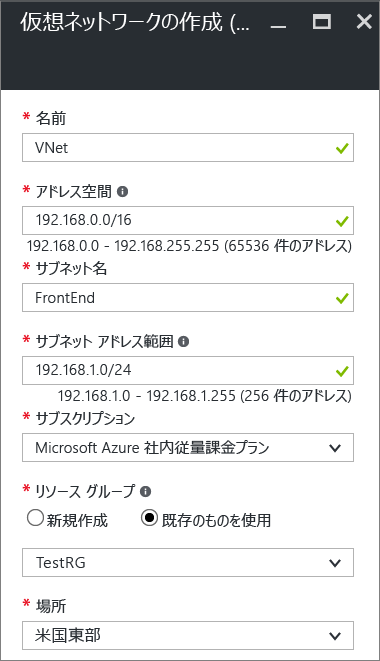 仮想ネットワークの作成 (...
* 名前
VNet
* アドレス空間
192.168.0.0/16
192.168.0.0 - 192.168.255.255 (65536 件のアドレス)
* サブネット名
FrontEnd
* サブネット アドレス範囲
192.168.1.0/24
192.168.1.0 - 192.168.1.255 (256 件のアドレス)
* サブスクリプション
Microsoft Azure 社内従量課金プラン
* リソース グループ
新規作成 既存のものを使用
TestRG
* 場所
米国東部